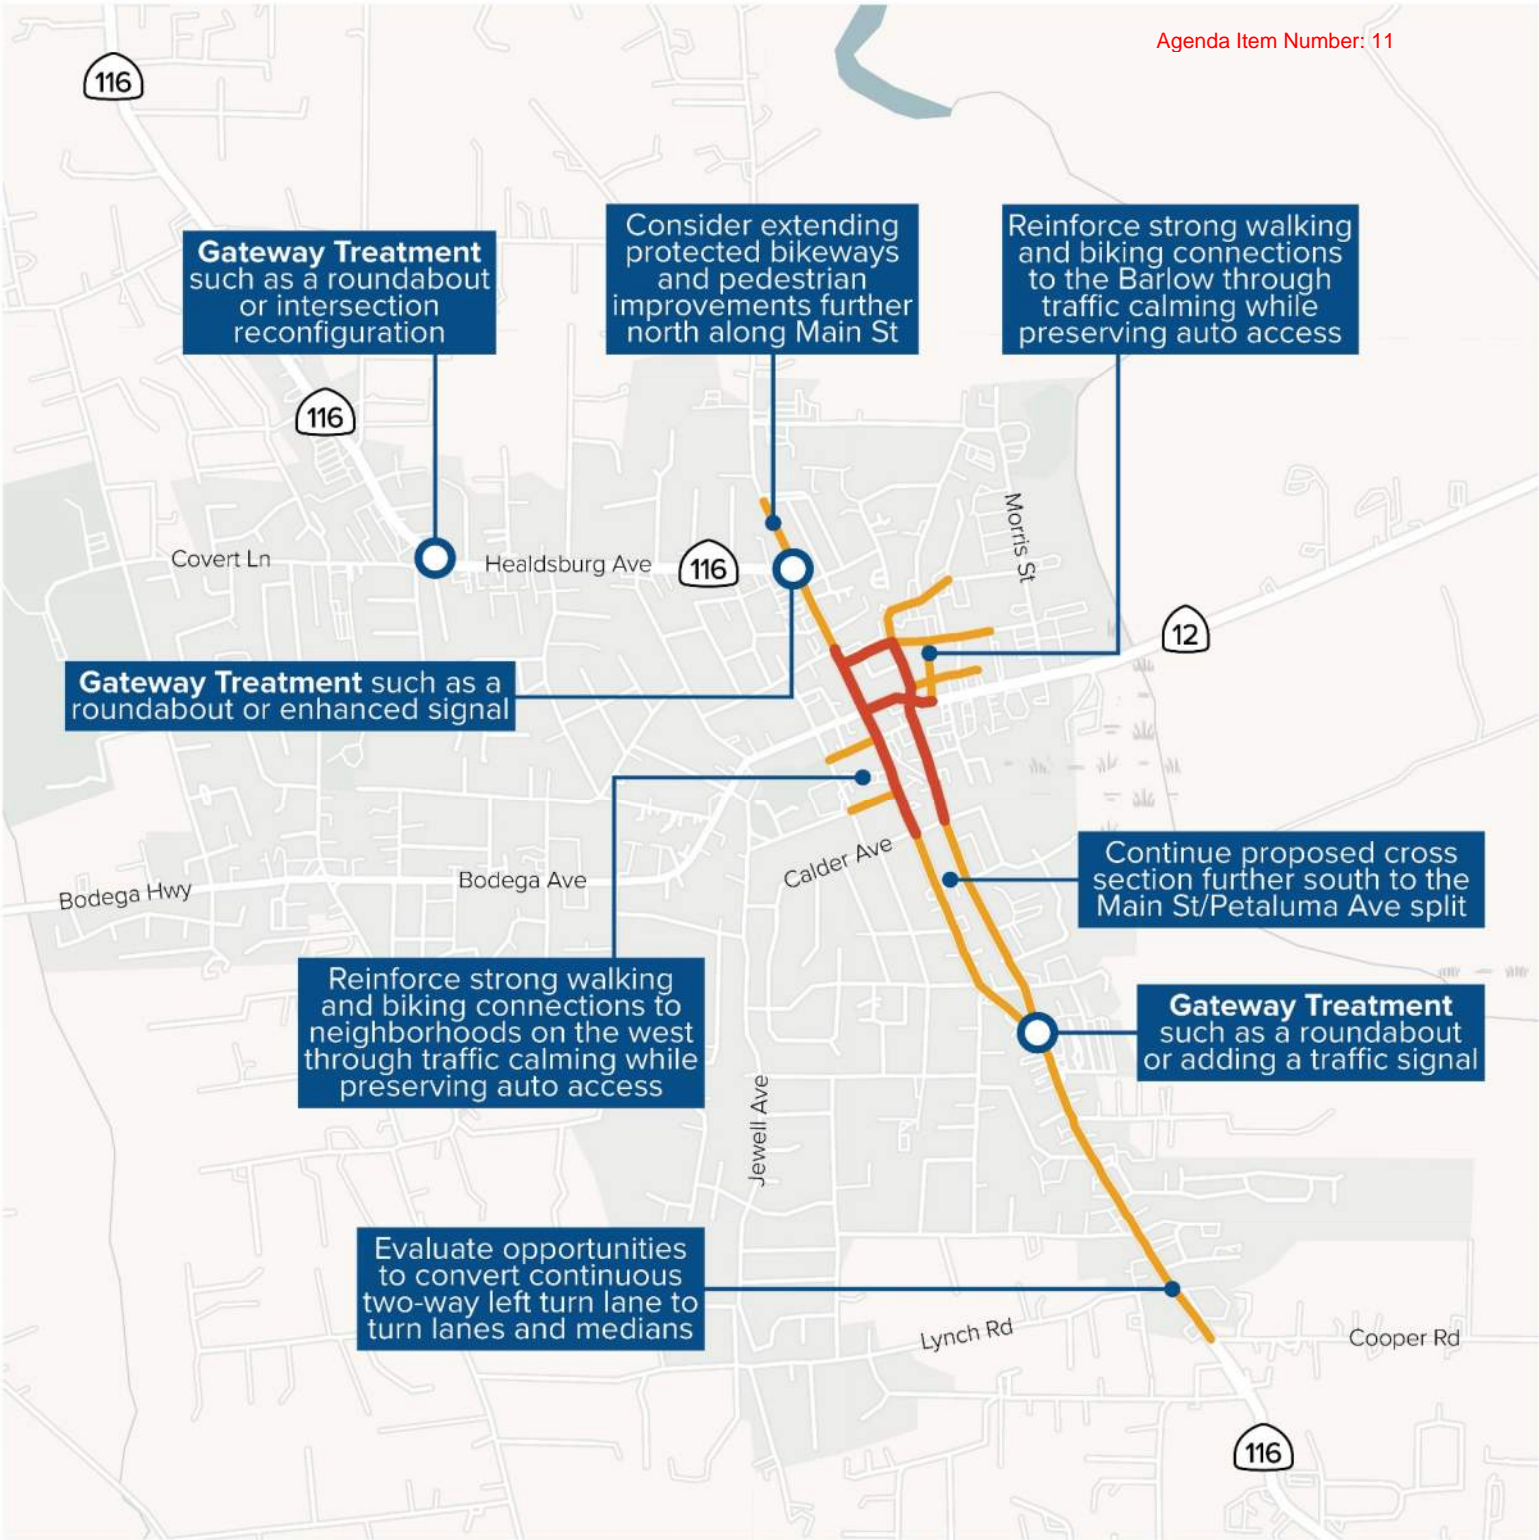 Agenda Item Number: 11
116
Gateway Treatment
such as a roundabout
or intersection
reconfiguration
Consider extending
protected bikeways
and pedestrian
improvements further
north along Main St
Reinforce strong walking
and biking connections
to the Barlow through
traffic calming while
preserving auto access
116
Morris St
Covert Ln
Healdsburg Ave
116
12
Gateway Treatment such as a
roundabout or enhanced signal
Calder Ave
Bodega Hwy
Bodega Ave
Continue proposed cross
section further south to the
Main St/Petaluma Ave split
Reinforce strong walking
and biking connections to
neighborhoods on the west
through traffic calming while
preserving auto access
Gateway Treatment
such as a roundabout
or adding a traffic signal
Jewell Ave
Evaluate opportunities
to convert continuous
two-way left turn lane to
turn lanes and medians
Lynch Rd
Cooper Rd
116